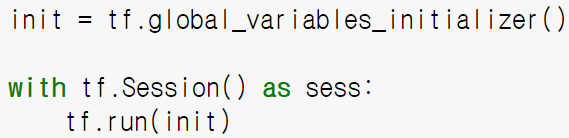 init = tf.global_variables_initializer()
with tf.Session() as sess:
    tf.run(init)